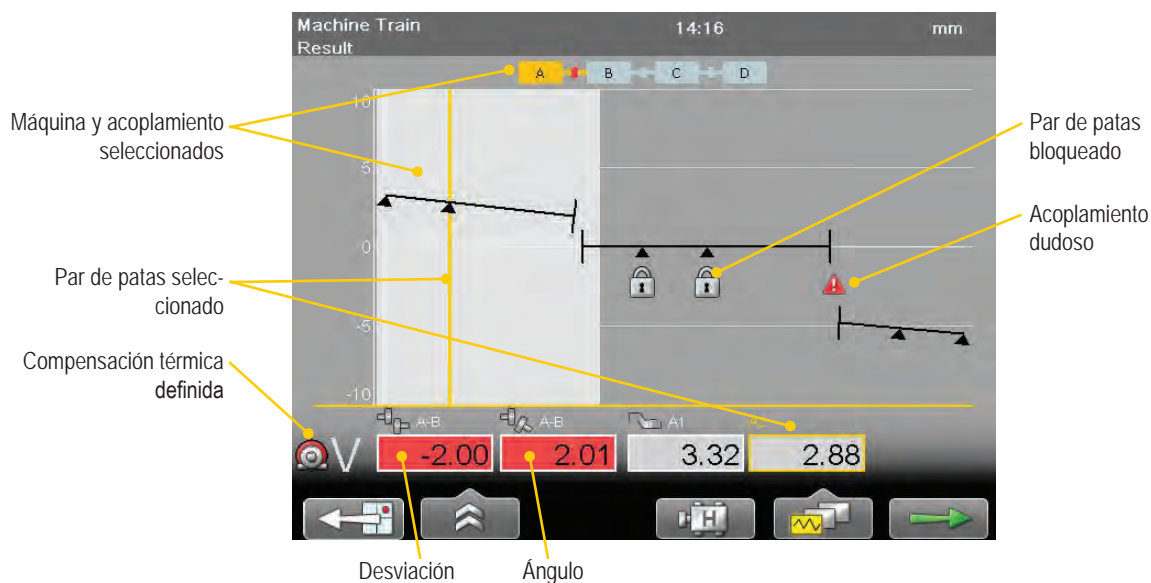 Machine Train
14:16
mm
Result
A
B
C
D
Máquina y acoplamiento
seleccionados
Par de patas
bloqueado
Acoplamiento
dudoso
Par de patas selec-
cionado
Compensación térmica
definida
10
5
0
-5
-10
A-B
A-B
A1
V
-2.00
2.01
3.32
2.88
H
Desviación
Ángulo